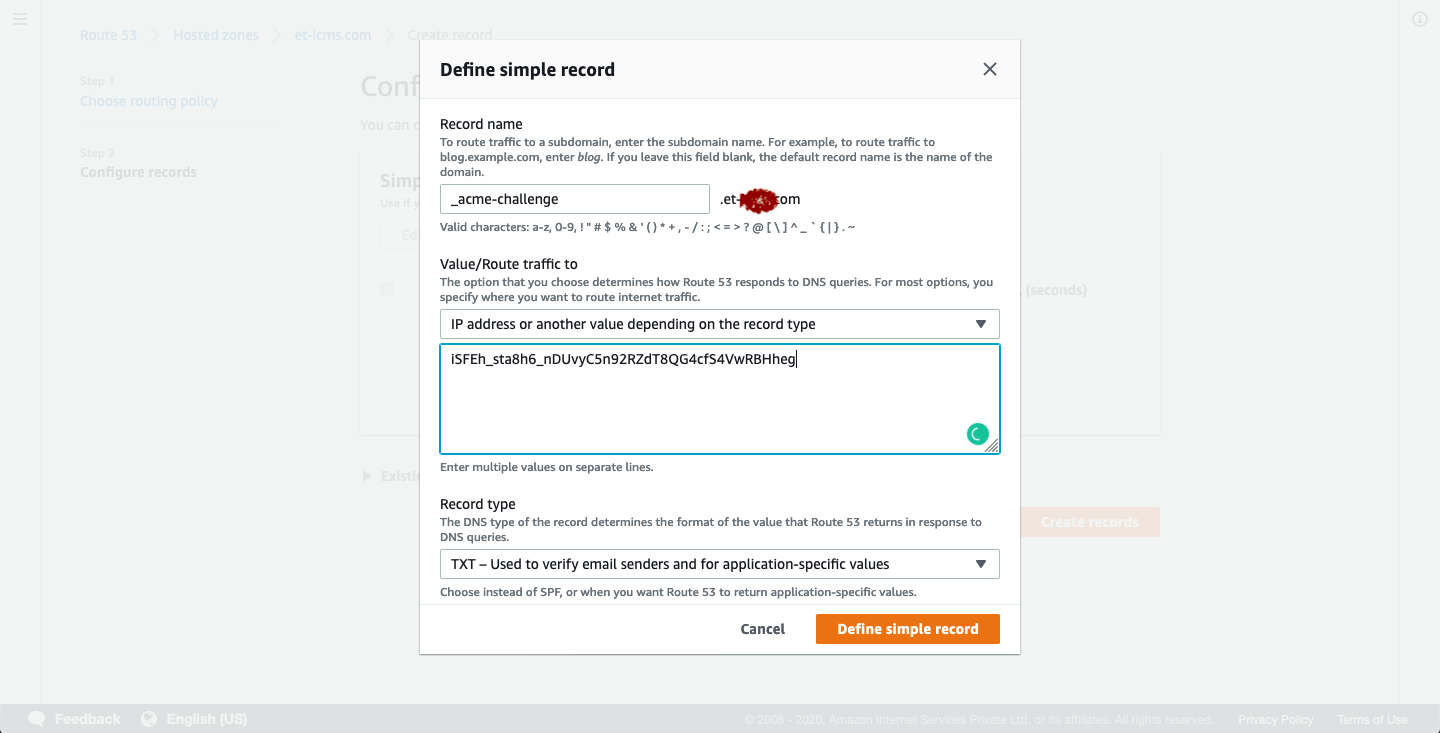 Route 53 > Hosted zones > et-icms.com > Create record
Step 1
Choose routing policy
Step 2
Configure records
Define simple record
Record name
To route traffic to a subdomain, enter the subdomain name. For example, to route traffic to
blog.example.com, enter blog. If you leave this field blank, the default record name is the name of the
domain.
_acme-challenge
.et- com
Valid characters: a-z, 0-9, ! " # $ % & ' ( ) * + , - / : ; < = > ? @ [ \ ] ^ _ ` { | } . ~
Value/Route traffic to
The option that you choose determines how Route 53 responds to DNS queries. For most options, you
specify where you want to route internet traffic.
IP address or another value depending on the record type
iSFEh_sta8h6_nDUvyC5n92RZdT8QG4cfS4VwRBHheg
Enter multiple values on separate lines.
Record type
The DNS type of the record determines the format of the value that Route 53 returns in response to
DNS queries.
TXT – Used to verify email senders and for application-specific values
Choose instead of SPF, or when you want Route 53 to return application-specific values.
Cancel
Define simple record
You can
(seconds)
Create records
Feedback
English (US)
© 2008 - 2020, Amazon Internet Services Private Ltd. or its affiliates. All rights reserved.
Privacy Policy
Terms of Use